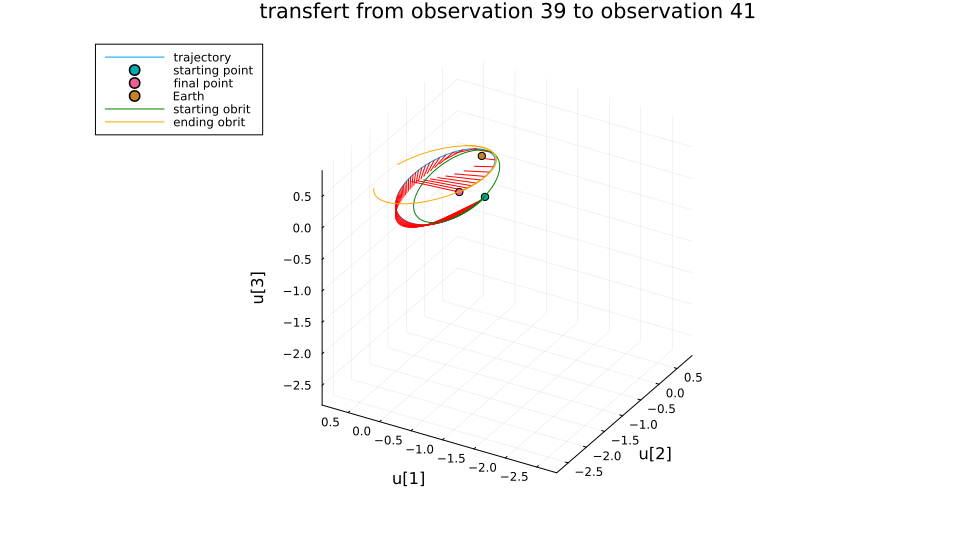 transfert from observation 39 to observation 41
trajectory
starting point
final point
Earth
starting obrit
ending obrit
0.5
0.0
−0.5
−1.0
−1.5
−2.0
−2.5
u[3]
0.5
0.0
−0.5
−1.0
−1.5
−2.0
−2.5
u[1]
0.5
0.0
−0.5
−1.0
−1.5
−2.0
−2.5
u[2]